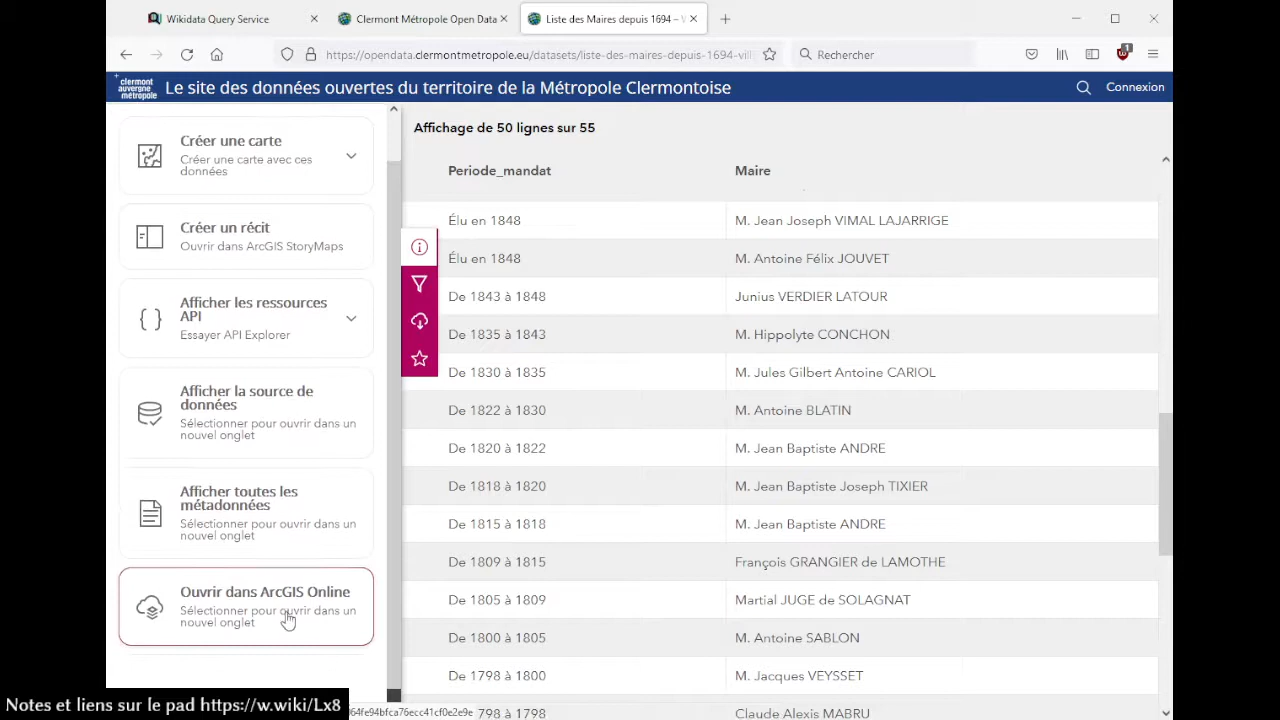 Wikidata Query Service
Clermont Métropole Open Data
Liste des Maires depuis 1694 – V
https://opendata.clermontmetropole.eu/datasets/liste-des-maires-depuis-1694-vill
Rechercher
1
clermont auvergne métropole
Le site des données ouvertes du territoire de la Métropole Clermontoise
Connexion
Créer une carte
Créer une carte avec ces
données
Créer un récit
Ouvrir dans ArcGIS StoryMaps
Afficher les ressources
API
Essayer API Explorer
Afficher la source de
données
Sélectionner pour ouvrir dans un
nouvel onglet
Afficher toutes les
métadonnées
Sélectionner pour ouvrir dans un
nouvel onglet
Ouvrir dans ArcGIS Online
Sélectionner pour ouvrir dans un
nouvel onglet
Affichage de 50 lignes sur 55
Periode_mandat Maire
Élu en 1848 M. Jean Joseph VIMAL LAJARRIGE
Élu en 1848 M. Antoine Félix JOUVET
De 1843 à 1848 Junius VERDIER LATOUR
De 1835 à 1843 M. Hippolyte CONCHON
De 1830 à 1835 M. Jules Gilbert Antoine CARIOL
De 1822 à 1830 M. Antoine BLATIN
De 1820 à 1822 M. Jean Baptiste ANDRE
De 1818 à 1820 M. Jean Baptiste Joseph TIXIER
De 1815 à 1818 M. Jean Baptiste ANDRE
De 1809 à 1815 François GRANGIER de LAMOTHE
De 1805 à 1809 Martial JUGE de SOLAGNAT
De 1800 à 1805 M. Antoine SABLON
De 1798 à 1800 M. Jacques VEYSSET
798 à 1798 Claude Alexis MABRU
64fe94bfca76ecc41cf0e2e9e
Notes et liens sur le pad https://w.wiki/Lx8